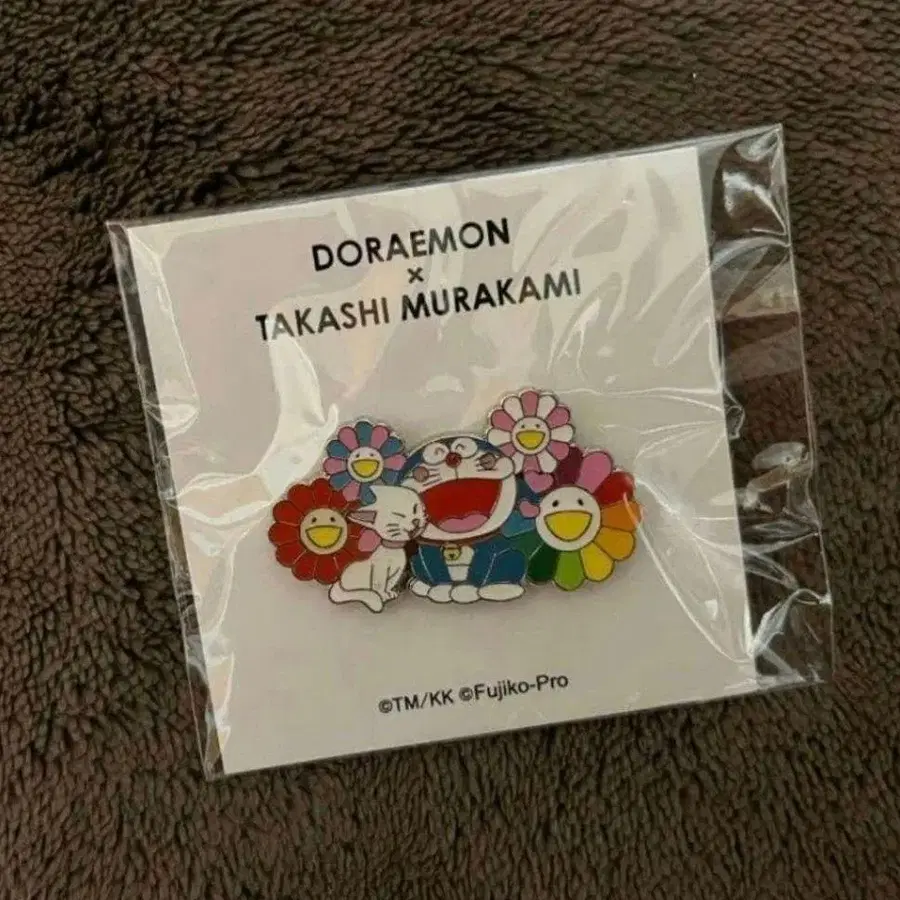 DORAEMON
×
TAKASHI MURAKAMI
©TM/KK ©Fujiko-Pro